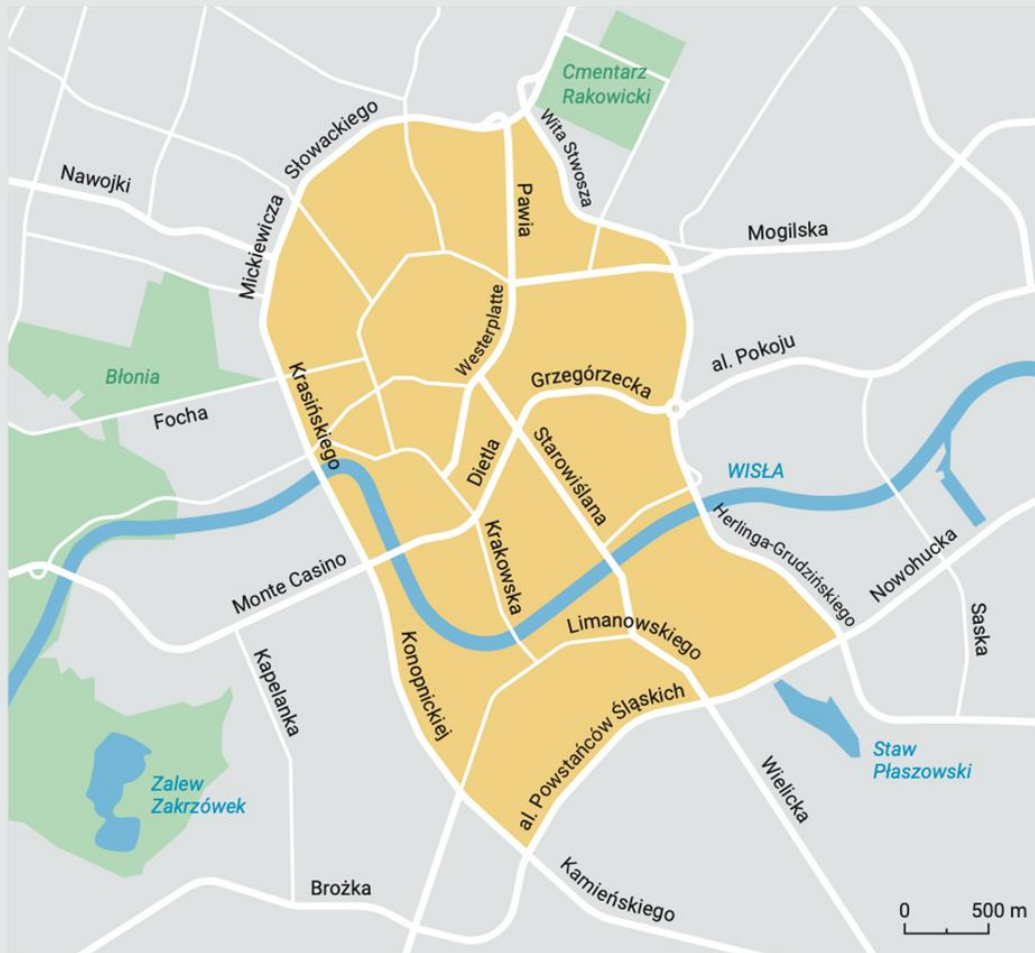 Cmentarz
Rakowicki
Słowackiego
Wita Stwosza
Nawojki
Pawia
Mickiewicza
Mogilska
Westerplatte
al. Pokoju
Błonia
Krasińskiego
Grzegórzecka
Focha
Dietla
Starowiślana
WISŁA
Herlinga-Grudzińskiego
Krakowska
Nowohucka
Monte Casino
Limanowskiego
Saska
Konopnickiej
Kapelanka
al. Powstańców Śląskich
Staw
Płaszowski
Zalew
Zakrzówek
Wielicka
Brożka
Kamieńskiego
0 500 m